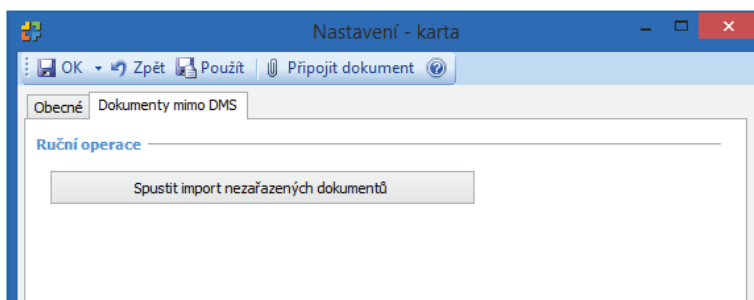 Nastavení - karta
OK Zpět Použít Připojit dokument
Obecné Dokumenty mimo DMS
Ruční operace
Spustit import nezařazených dokumentů